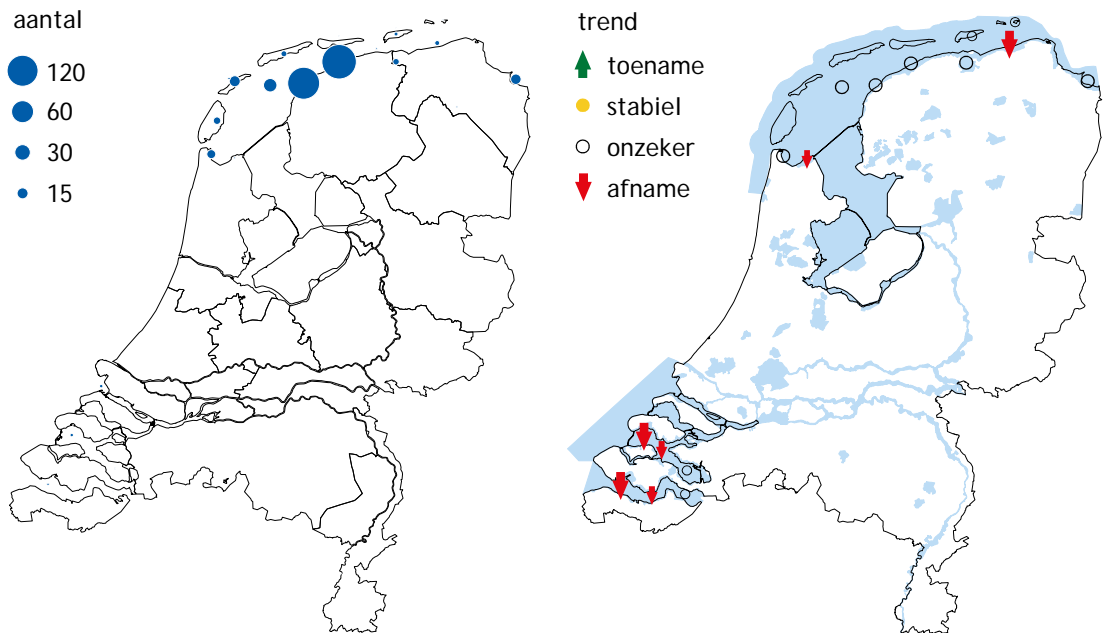 aantal
120
60
30
15
trend
toename
stabiel
onzeker
afname